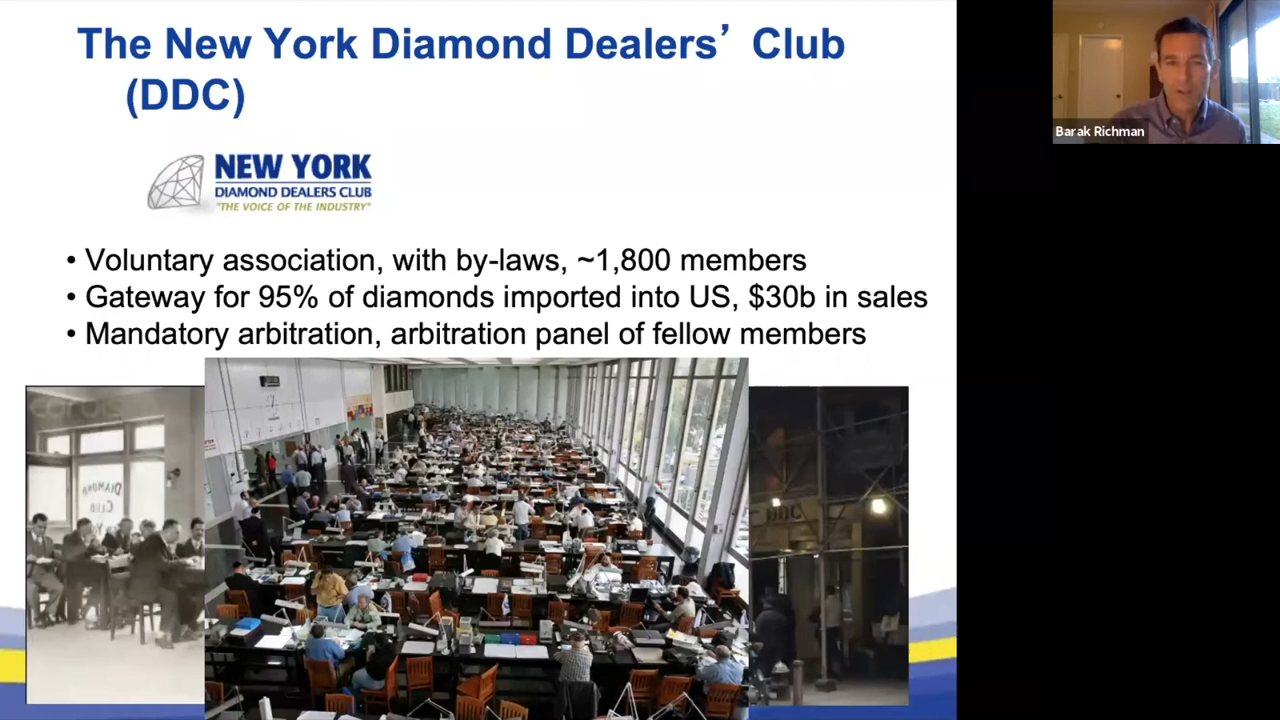 The New York Diamond Dealers’ Club
(DDC)
NEW YORK
DIAMOND DEALERS CLUB
"THE VOICE OF THE INDUSTRY"
• Voluntary association, with by-laws, ~1,800 members
• Gateway for 95% of diamonds imported into US, $30b in sales
• Mandatory arbitration, arbitration panel of fellow members
DIAMOND
CLUB
Barak Richman